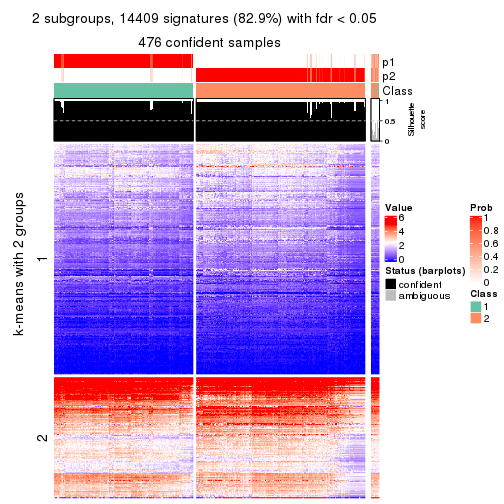 2 subgroups, 14409 signatures (82.9%) with fdr < 0.05
476 confident samples
p1
p2
Class
1
0.5
0
Silhouette
score
k-means with 2 groups
1
2
Value
6
4
2
0
Status (barplots)
confident
ambiguous
Prob
1
0.8
0.6
0.4
0.2
0
Class
1
2